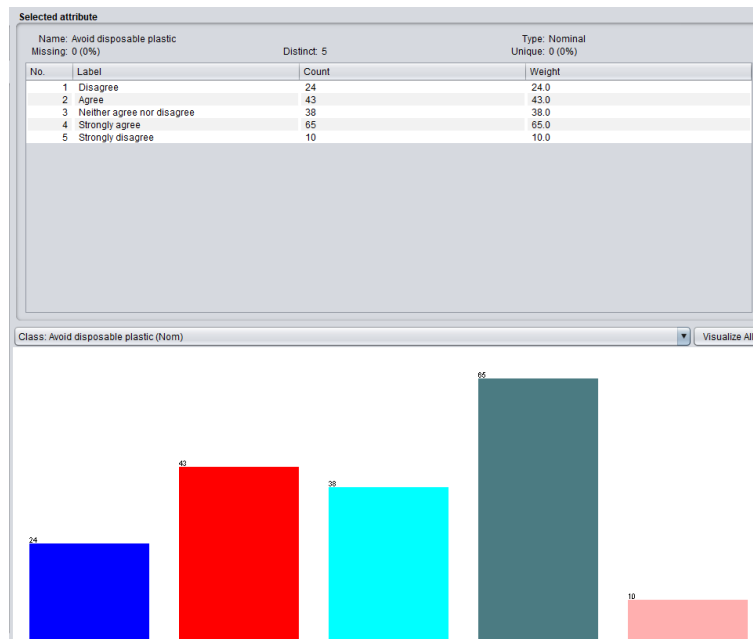 Selected attribute
Name: Avoid disposable plastic Type: Nominal
Missing: 0 (0%) Distinct: 5 Unique: 0 (0%)
No. Label Count Weight
1 Disagree 24 24.0
2 Agree 43 43.0
3 Neither agree nor disagree 38 38.0
4 Strongly agree 65 65.0
5 Strongly disagree 10 10.0
Class: Avoid disposable plastic (Nom) Visualize All
65
43
38
24
10